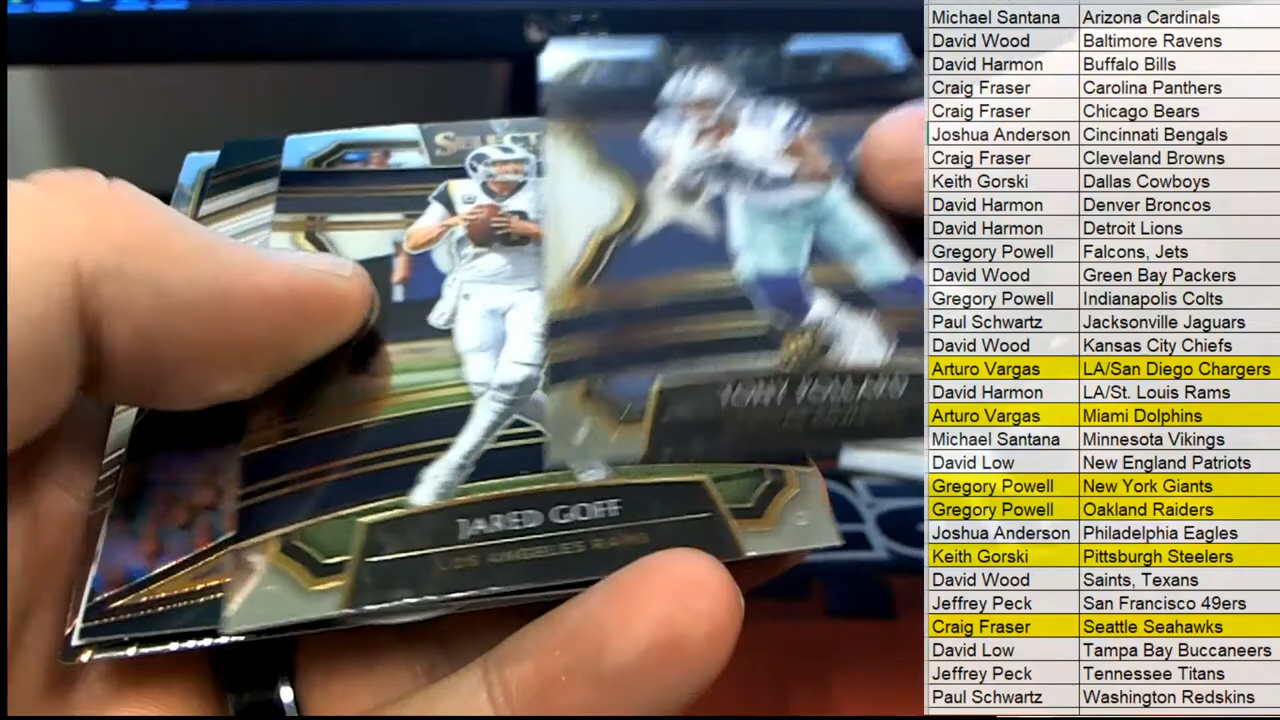 SELECT
JARED GOFF
LOS ANGELES RAMS
Michael Santana Arizona Cardinals
David Wood Baltimore Ravens
David Harmon Buffalo Bills
Craig Fraser Carolina Panthers
Craig Fraser Chicago Bears
Joshua Anderson Cincinnati Bengals
Craig Fraser Cleveland Browns
Keith Gorski Dallas Cowboys
David Harmon Denver Broncos
David Harmon Detroit Lions
Gregory Powell Falcons, Jets
David Wood Green Bay Packers
Gregory Powell Indianapolis Colts
Paul Schwartz Jacksonville Jaguars
David Wood Kansas City Chiefs
Arturo Vargas LA/San Diego Chargers
David Harmon LA/St. Louis Rams
Arturo Vargas Miami Dolphins
Michael Santana Minnesota Vikings
David Low New England Patriots
Gregory Powell New York Giants
Gregory Powell Oakland Raiders
Joshua Anderson Philadelphia Eagles
Keith Gorski Pittsburgh Steelers
David Wood Saints, Texans
Jeffrey Peck San Francisco 49ers
Craig Fraser Seattle Seahawks
David Low Tampa Bay Buccaneers
Jeffrey Peck Tennessee Titans
Paul Schwartz Washington Redskins